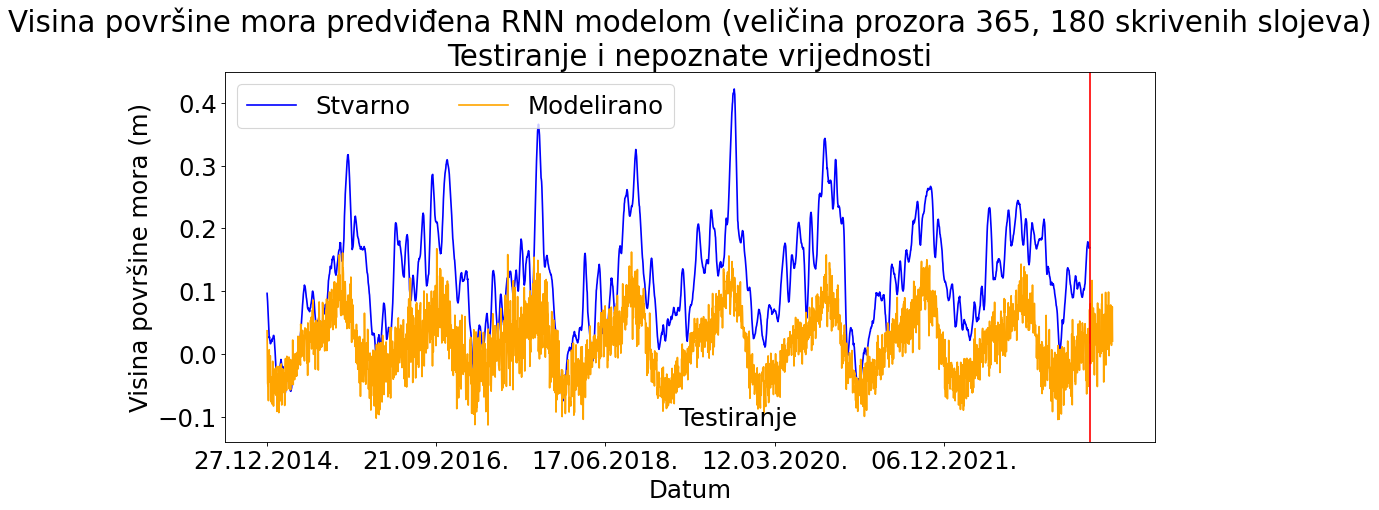 Visina površine mora predviđena RNN modelom (veličina prozora 365, 180 skrivenih slojeva)
Testiranje i nepoznate vrijednosti
Stvarno Modelirano
Visina površine mora (m)
0.4
0.3
0.2
0.1
0.0
−0.1
Testiranje
27.12.2014. 21.09.2016. 17.06.2018. 12.03.2020. 06.12.2021.
Datum